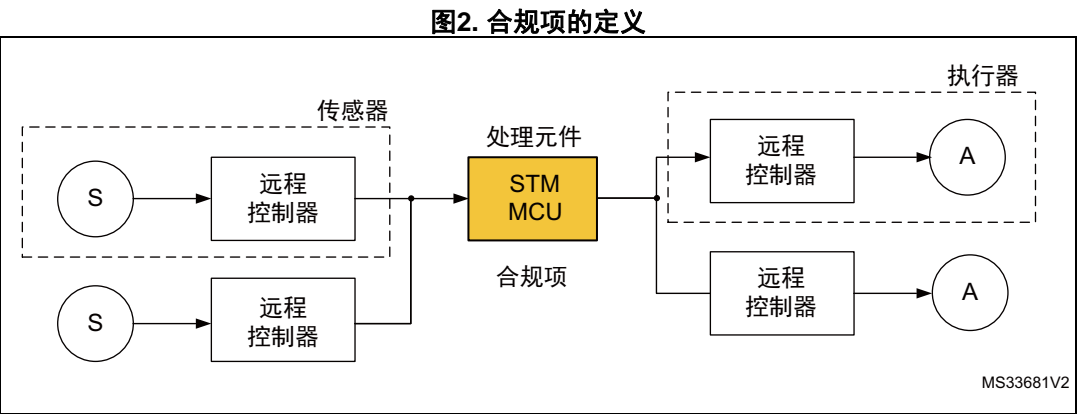 图2. 合规项的定义
传感器
执行器
处理元件
S
远程
控制器
STM
MCU
远程
控制器
A
合规项
S
远程
控制器
远程
控制器
A
MS33681V2